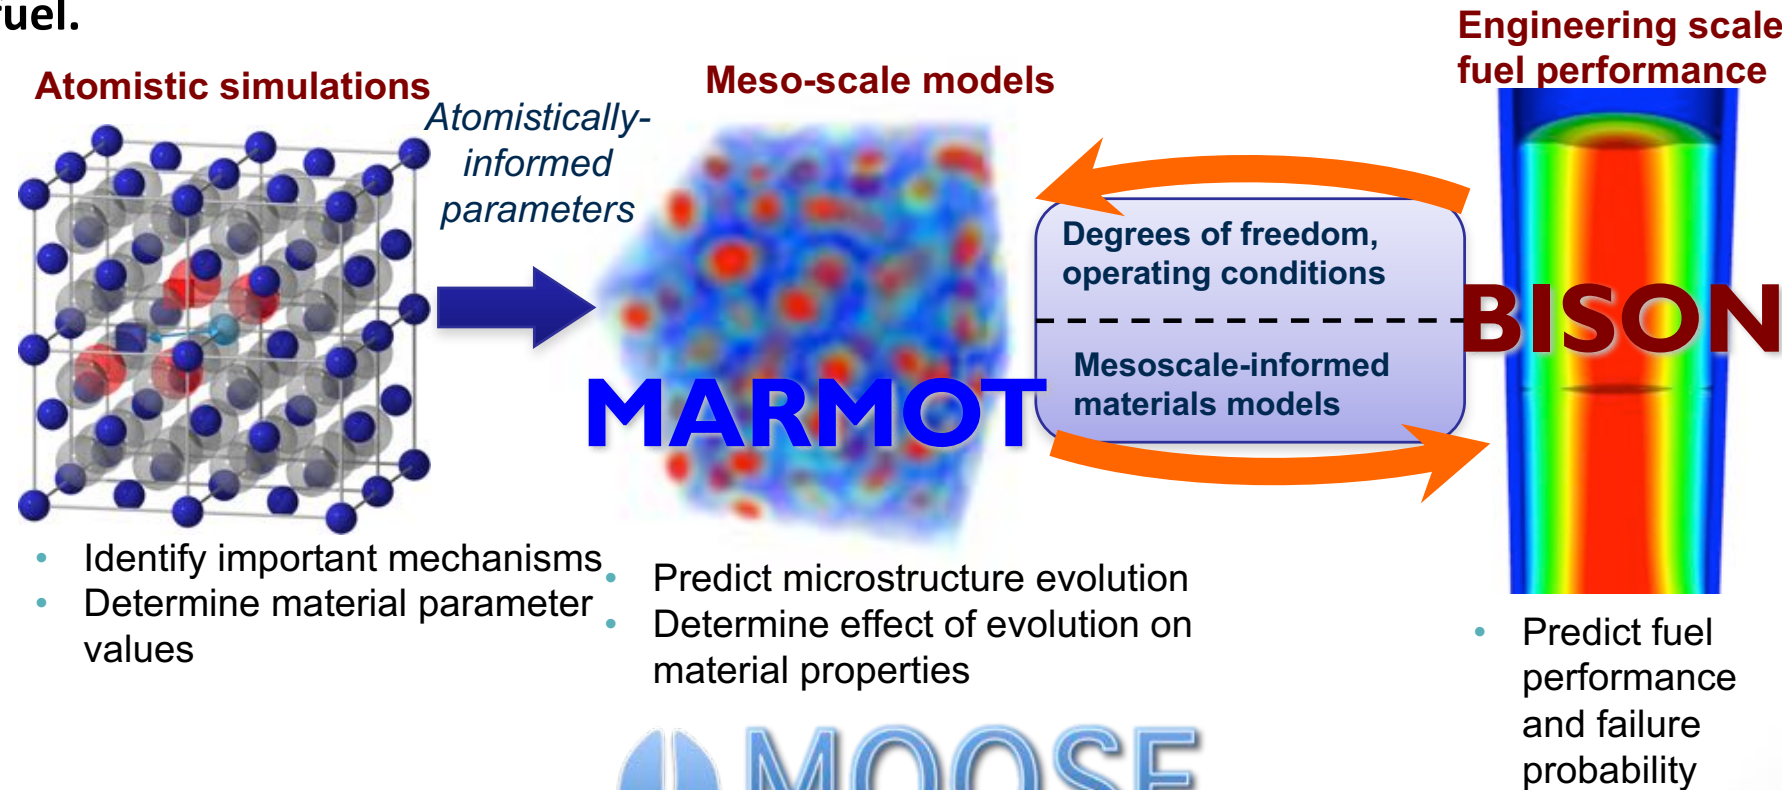 fuel.
Atomistic simulations
Atomistically-
informed
parameters
Meso-scale models
Engineering scale
fuel performance
Degrees of freedom,
operating conditions
Mesoscale-informed
materials models
MARMOT
BISON
• Identify important mechanisms
• Determine material parameter
values
• Predict microstructure evolution
• Determine effect of evolution on
material properties
• Predict fuel
performance
and failure
probability
MOOSE